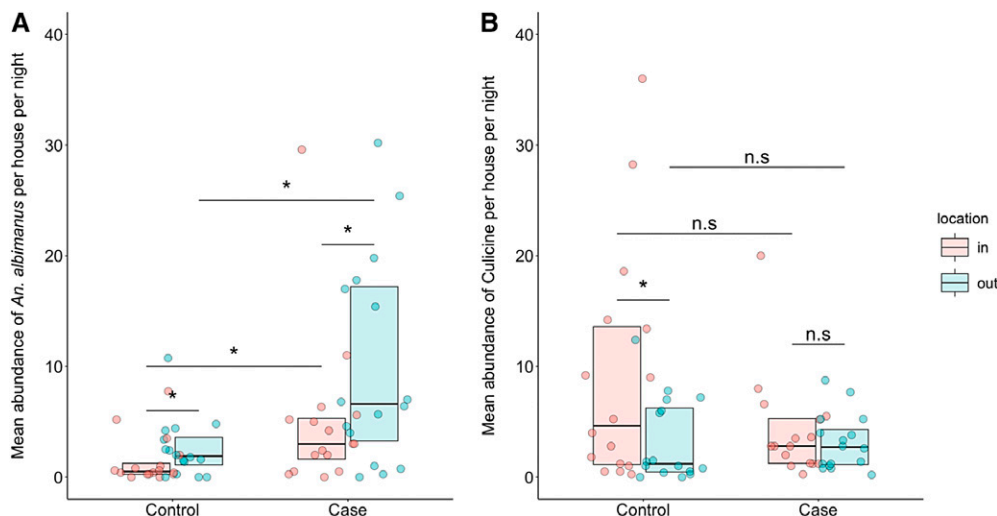 A
Mean abundance of An. albimanus per house per night
40
30
20
10
0
*
*
*
*
Control
Case
B
Mean abundance of Culicine per house per night
40
30
20
10
0
n.s
n.s
*
n.s
Control
Case
location
in
out